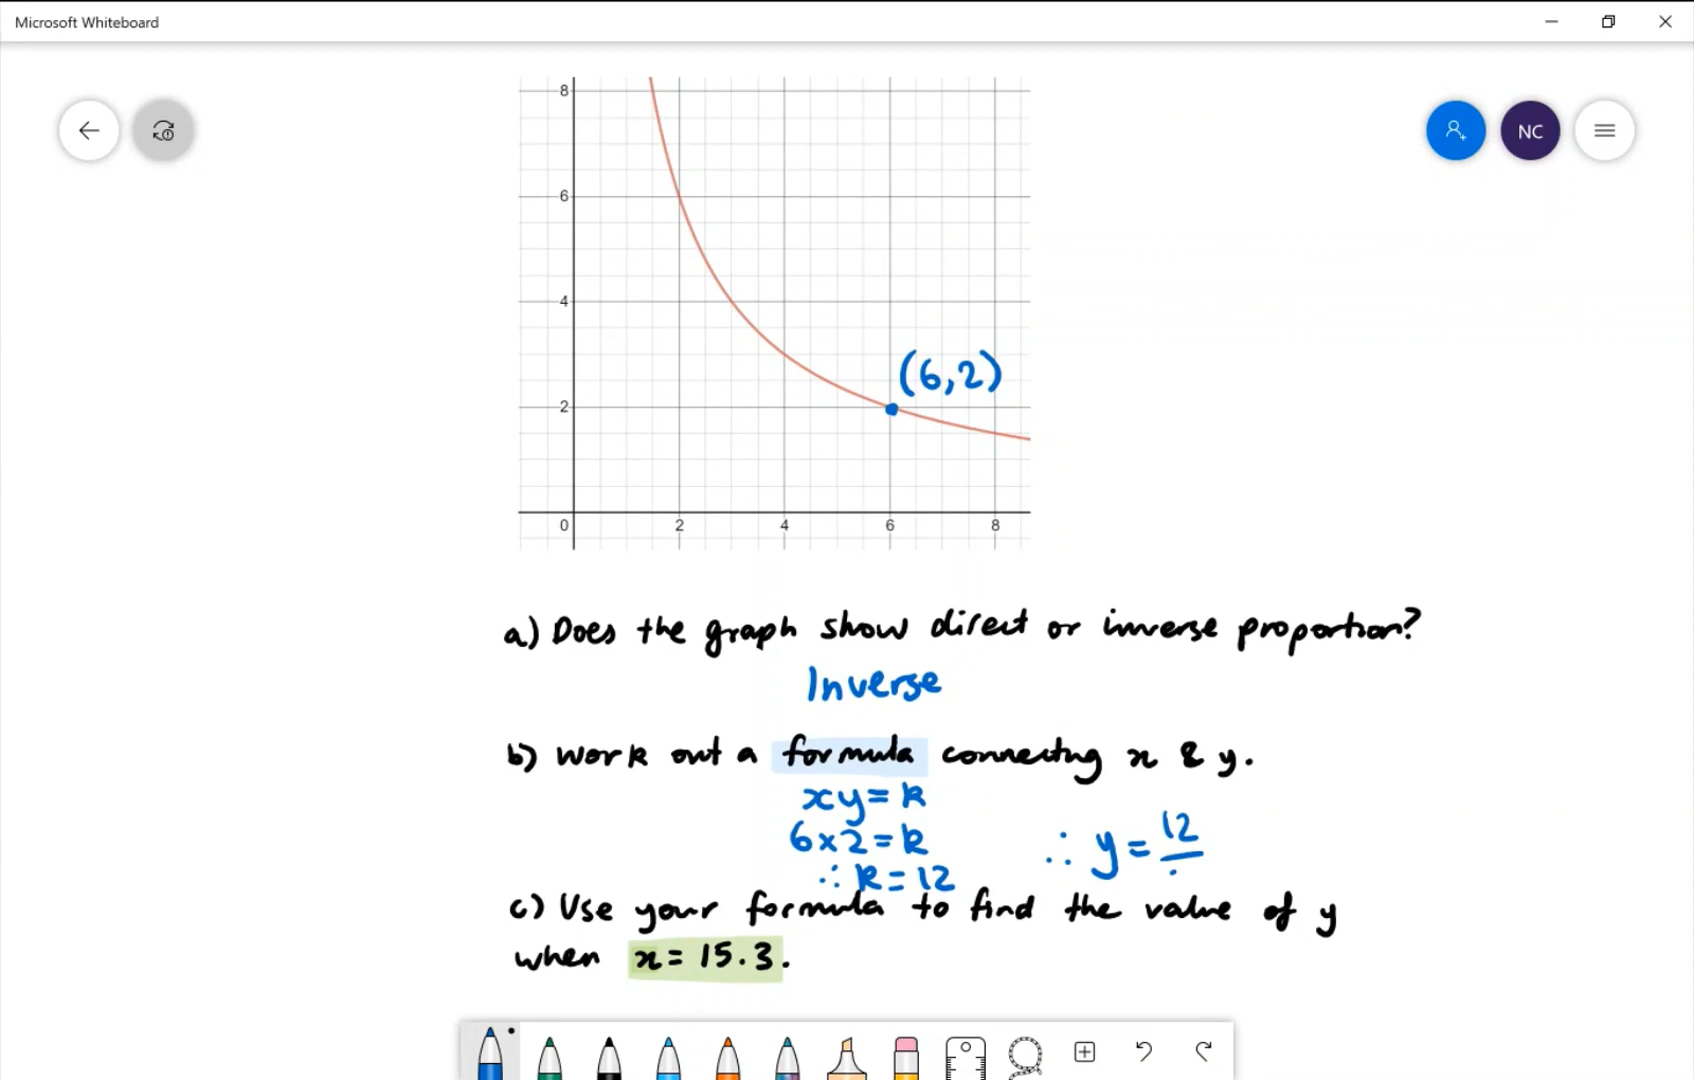 Microsoft Whiteboard
NC
8
6
4
2
(6,2)
0 2 4 6 8
a) Does the graph show direct or inverse proportion?
Inverse
b) Work out a formula connecting x & y.
xy = k
6 x 2 = k
∴ k = 12
∴ y = 12/
c) Use your formula to find the value of y
when x = 15.3.